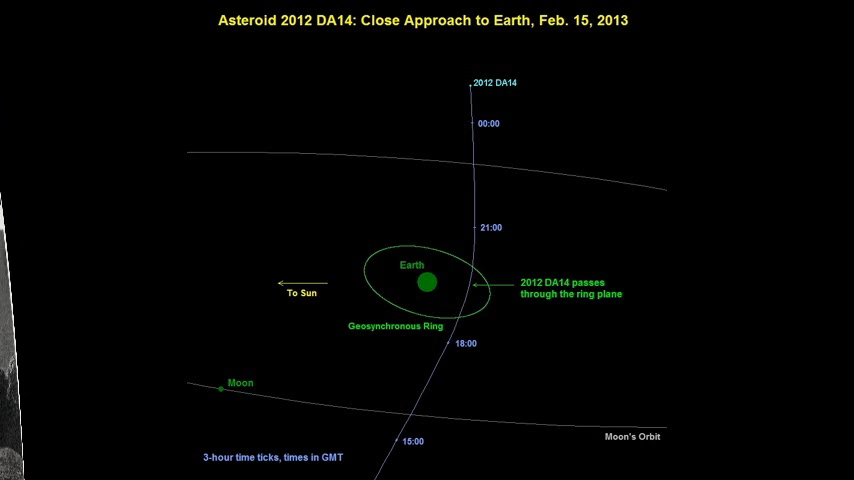 Asteroid 2012 DA14: Close Approach to Earth, Feb. 15, 2013
2012 DA14
00:00
21:00
Earth
2012 DA14 passes
through the ring plane
To Sun
Geosynchronous Ring
18:00
Moon
Moon's Orbit
15:00
3-hour time ticks, times in GMT